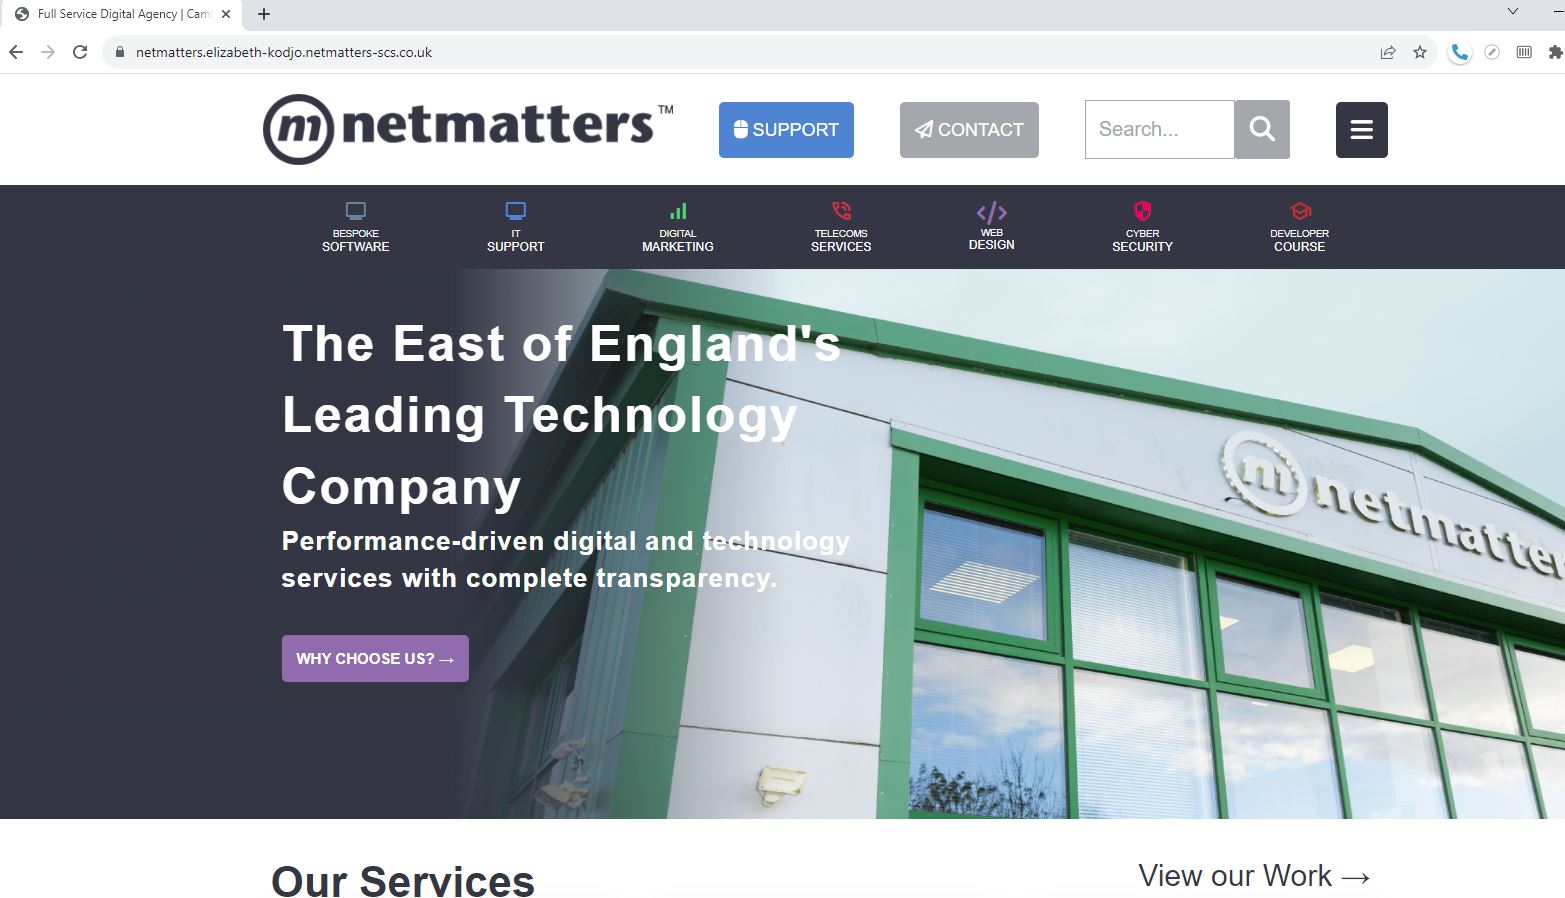 Full Service Digital Agency | Cam
netmatters.elizabeth-kodjo.netmatters-scs.co.uk
m netmatters™
SUPPORT
CONTACT
Search...
BESPOKE
SOFTWARE
IT
SUPPORT
DIGITAL
MARKETING
TELECOMS
SERVICES
WEB
DESIGN
CYBER
SECURITY
DEVELOPER
COURSE
The East of England's
Leading Technology
Company
Performance-driven digital and technology
services with complete transparency.
WHY CHOOSE US? →
m netmatter
Our Services
View our Work →